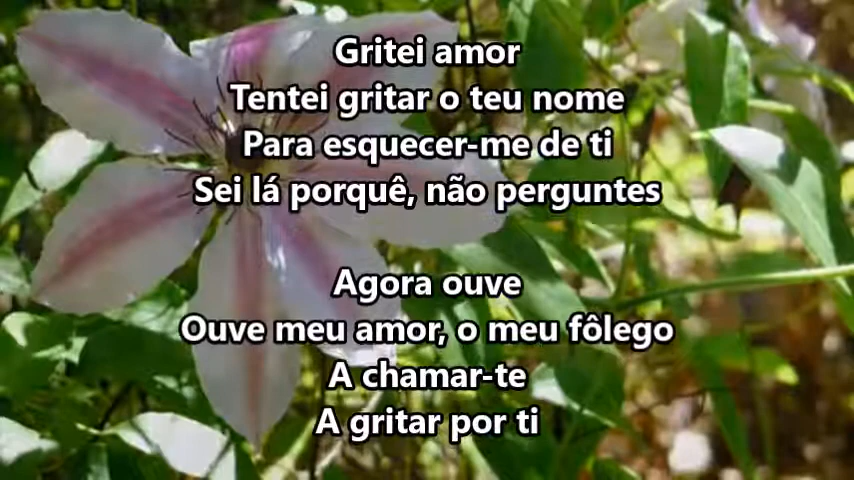 Gritei amor
Tentei gritar o teu nome
Para esquecer-me de ti
Sei lá porquê, não perguntes
Agora ouve
Ouve meu amor, o meu fôlego
A chamar-te
A gritar por ti